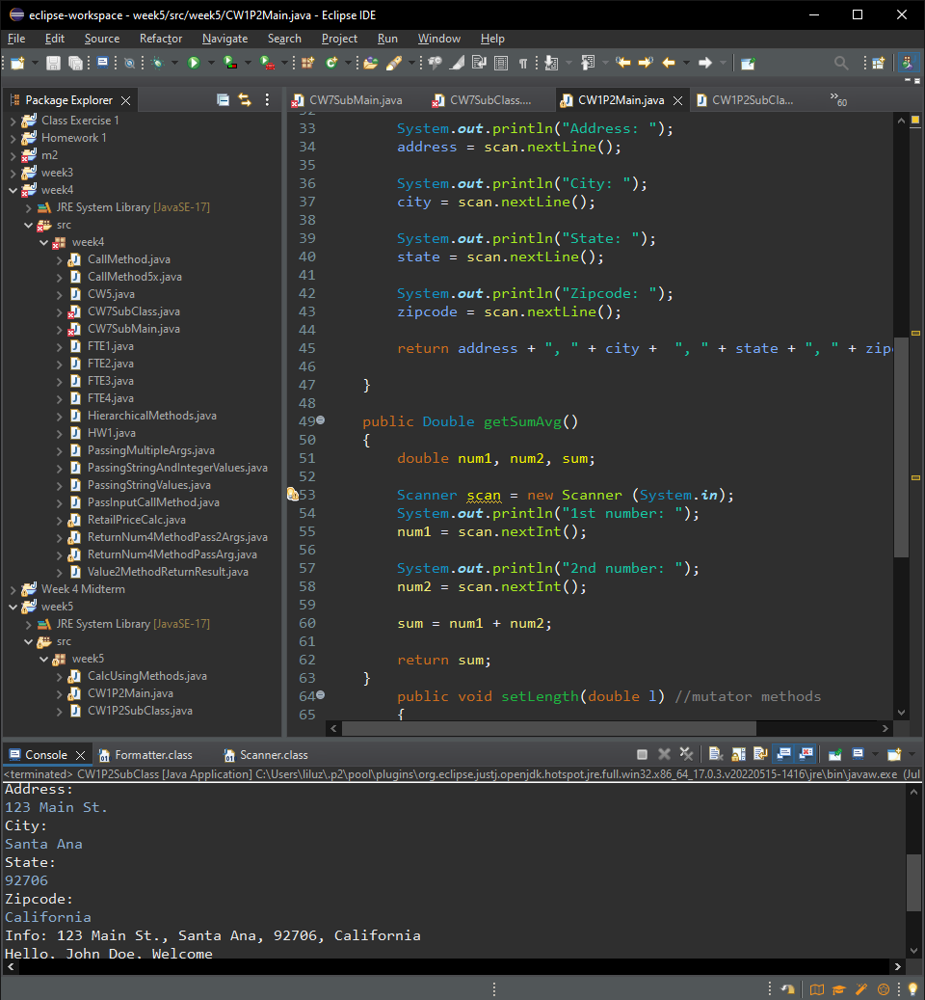 eclipse-workspace - week5/src/week5/CW1P2Main.java - Eclipse IDE
File Edit Source Refactor Navigate Search Project Run Window Help
Package Explorer
CW7SubMain.java CW7SubClass.... CW1P2Main.java CW1P2SubCla... »60
Class Exercise 1
Homework 1
m2
week3
week4
JRE System Library [JavaSE-17]
src
week4
CallMethod.java
CallMethod5x.java
CW5.java
CW7SubClass.java
CW7SubMain.java
FTE1.java
FTE2.java
FTE3.java
FTE4.java
HierarchicalMethods.java
HW1.java
PassingMultipleArgs.java
PassingStringAndIntegerValues.java
PassingStringValues.java
PassInputCallMethod.java
RetailPriceCalc.java
ReturnNum4MethodPass2Args.java
ReturnNum4MethodPassArg.java
Value2MethodReturnResult.java
Week 4 Midterm
week5
JRE System Library [JavaSE-17]
src
week5
CalcUsingMethods.java
CW1P2Main.java
CW1P2SubClass.java
32
33 System.out.println("Address: ");
34 address = scan.nextLine();
35
36 System.out.println("City: ");
37 city = scan.nextLine();
38
39 System.out.println("State: ");
40 state = scan.nextLine();
41
42 System.out.println("Zipcode: ");
43 zipcode = scan.nextLine();
44
45 return address + ", " + city +  ", " + state + ", " + zip
46
47 }
48
49 public Double getSumAvg()
50 {
51 double num1, num2, sum;
52
53 Scanner scan = new Scanner (System.in);
54 System.out.println("1st number: ");
55 num1 = scan.nextInt();
56
57 System.out.println("2nd number: ");
58 num2 = scan.nextInt();
59
60 sum = num1 + num2;
61
62 return sum;
63 }
64 public void setLength(double l) //mutator methods
65 {
Console Formatter.class Scanner.class
<terminated> CW1P2SubClass [Java Application] C:\Users\liluz\.p2\pool\plugins\org.eclipse.justj.openjdk.hotspot.jre.full.win32.x86_64_17.0.3.v20220515-1416\jre\bin\javaw.exe (Jul
Address:
123 Main St.
City:
Santa Ana
State:
92706
Zipcode:
California
Info: 123 Main St., Santa Ana, 92706, California
Hello, John Doe, Welcome